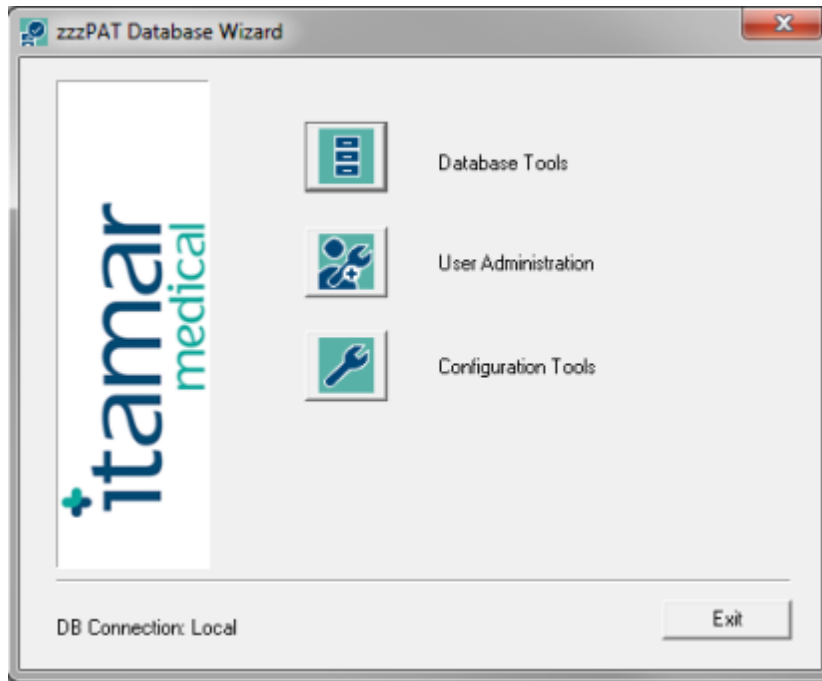 zzzPAT Database Wizard
itamar
medical
Database Tools
User Administration
Configuration Tools
DB Connection: Local
Exit